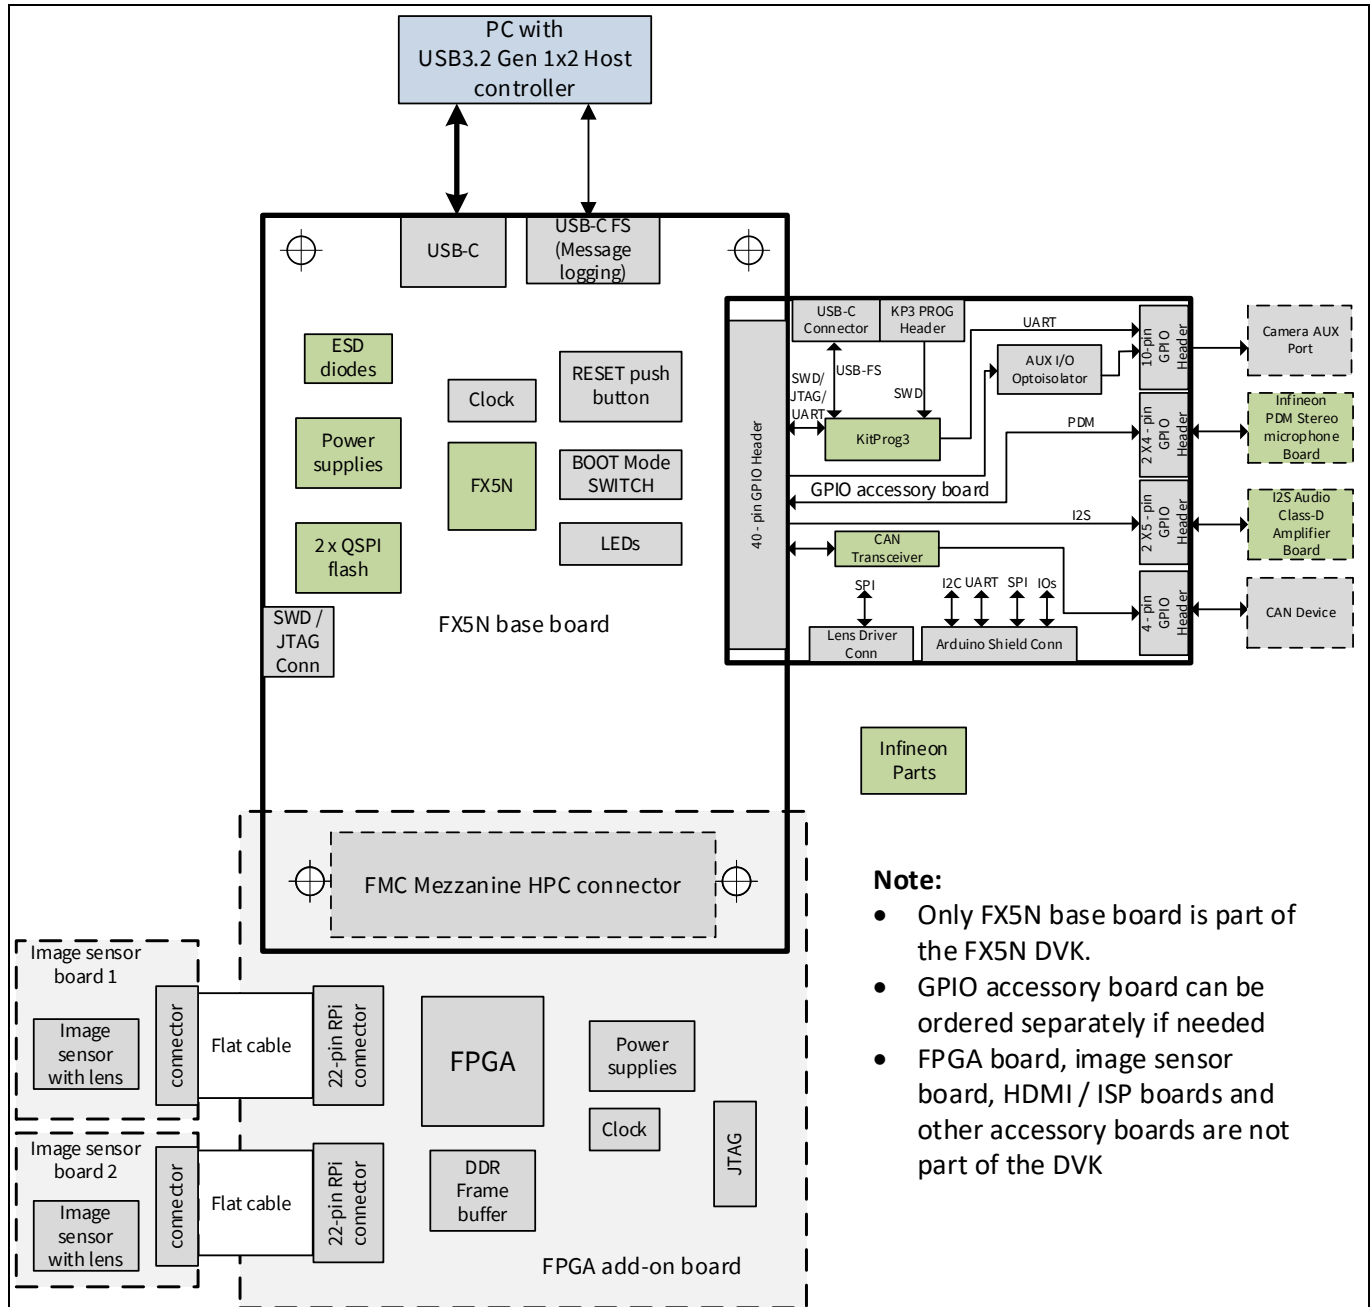 PC with
USB3.2 Gen 1x2 Host
controller
USB-C
USB-C FS
(Message
logging)
ESD
diodes
Clock
RESET push
button
Power
supplies
FX5N
BOOT Mode
SWITCH
2 x QSPI
flash
LEDs
SWD /
JTAG
Conn
FX5N base board
40 - pin GPIO Header
USB-C
Connector
KP3 PROG
Header
UART
10-pin
GPIO
Header
Camera AUX
Port
AUX I/O
Optoisolator
SWD/
JTAG/
UART
USB-FS
SWD
KitProg3
PDM
2 X4 - pin
GPIO
Header
Infineon
PDM Stereo
microphone
Board
GPIO accessory board
I2S
2 X5 - pin
GPIO
Header
I2S Audio
Class-D
Amplifier
Board
CAN
Transceiver
SPI
I2C UART SPI IOs
4 - pin
GPIO
Header
CAN Device
Lens Driver
Conn
Arduino Shield Conn
Infineon
Parts
FMC Mezzanine HPC connector
Note:
• Only FX5N base board is part of
the FX5N DVK.
• GPIO accessory board can be
ordered separately if needed
• FPGA board, image sensor
board, HDMI / ISP boards and
other accessory boards are not
part of the DVK
Image sensor
board 1
Image
sensor
with lens
connector
Flat cable
22-pin RPi
connector
FPGA
Power
supplies
Clock
JTAG
Image sensor
board 2
Image
sensor
with lens
connector
Flat cable
22-pin RPi
connector
DDR
Frame
buffer
FPGA add-on board